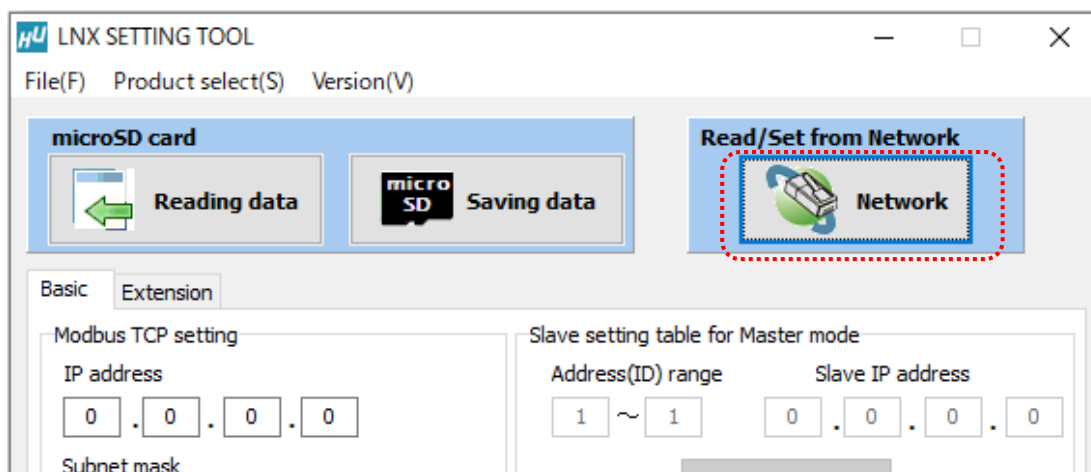 HU LNX SETTING TOOL
File(F) Product select(S) Version(V)
microSD card
Reading data
micro
SD
Saving data
Read/Set from Network
Network
Basic Extension
Modbus TCP setting
IP address
0 . 0 . 0 . 0
Subnet mask
Slave setting table for Master mode
Address(ID) range Slave IP address
1 ~ 1 0 . 0 . 0 . 0